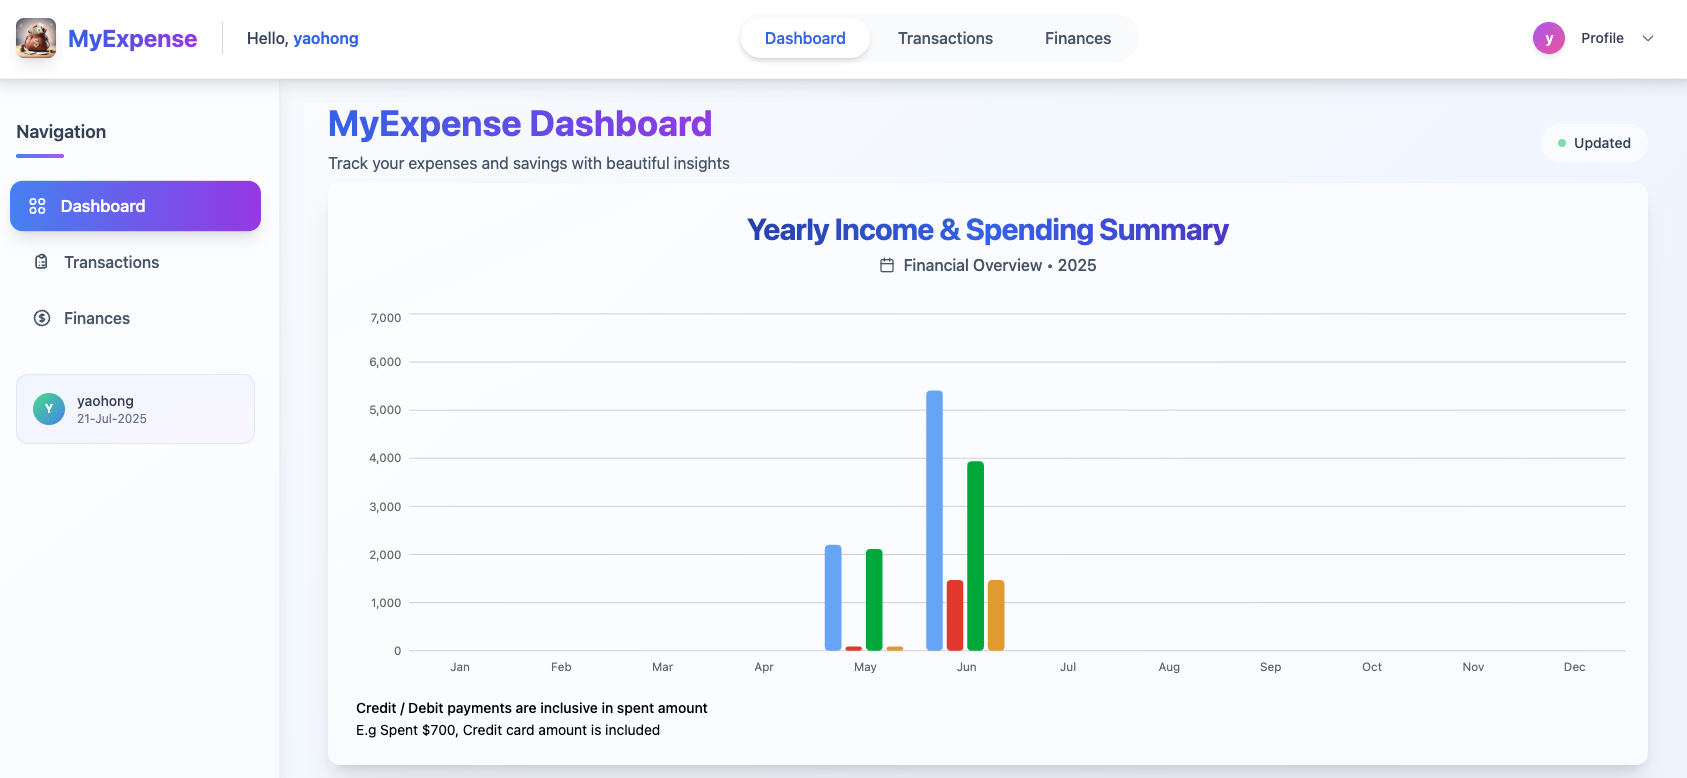 MyExpense
Hello, yaohong
Dashboard
Transactions
Finances
y
Profile
Navigation
Dashboard
Transactions
Finances
Y
yaohong
21-Jul-2025
MyExpense Dashboard
Track your expenses and savings with beautiful insights
Updated
Yearly Income & Spending Summary
Financial Overview • 2025
7,000
6,000
5,000
4,000
3,000
2,000
1,000
0
Jan
Feb
Mar
Apr
May
Jun
Jul
Aug
Sep
Oct
Nov
Dec
Credit / Debit payments are inclusive in spent amount
E.g Spent $700, Credit card amount is included